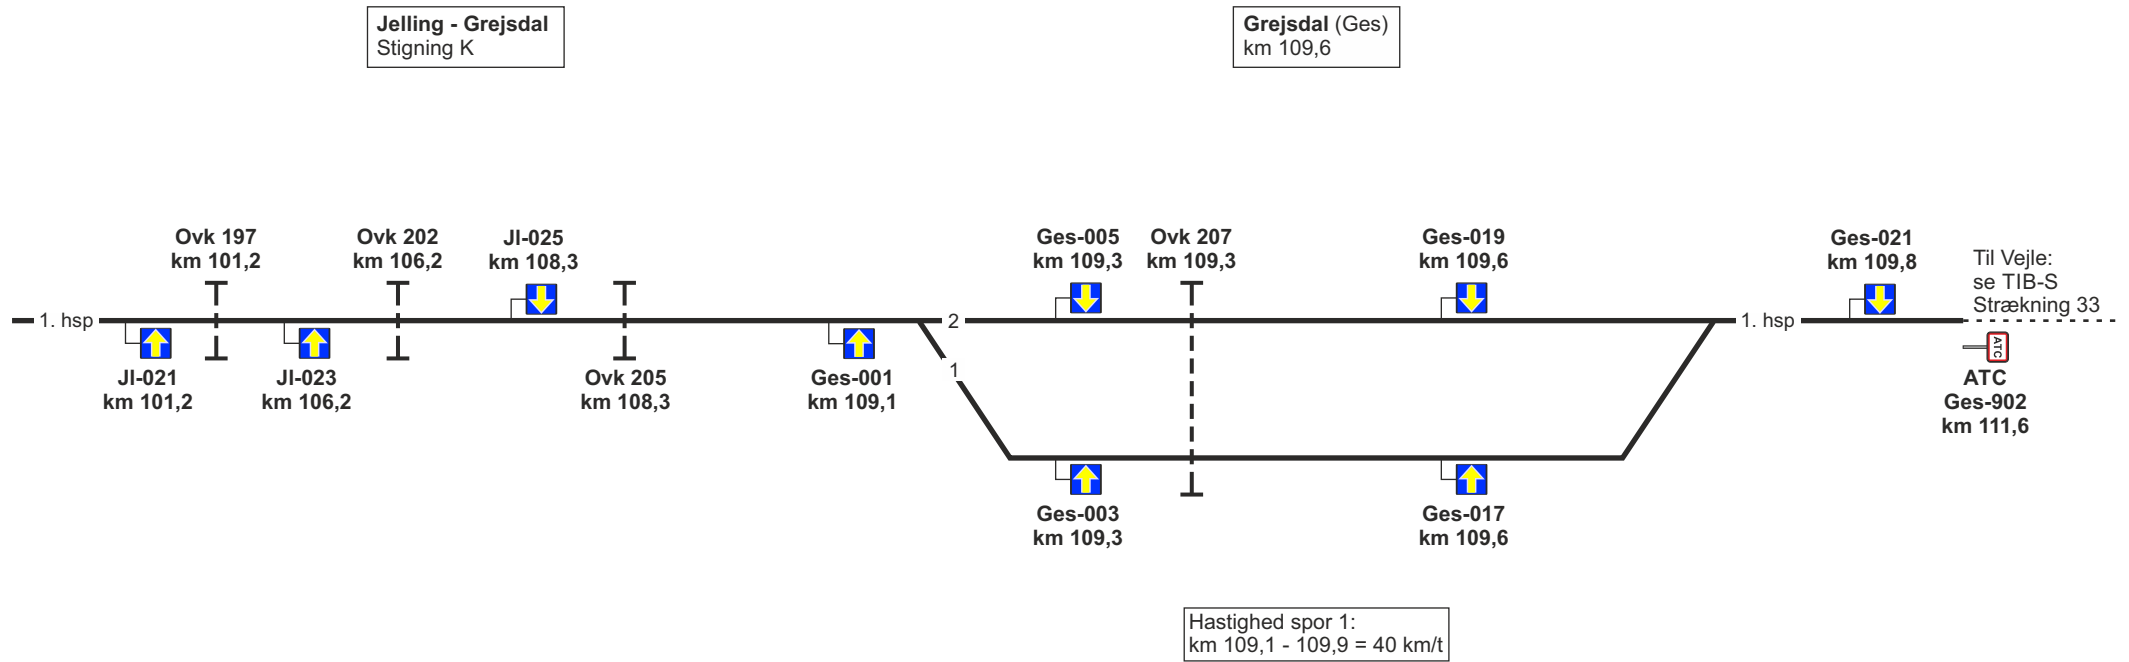 Jelling - Grejsdal
Stigning K
Grejsdal (Ges)
km 109,6
Ovk 197
km 101,2
Ovk 202
km 106,2
Jl-025
km 108,3
Ges-005
km 109,3
Ovk 207
km 109,3
Ges-019
km 109,6
Ges-021
km 109,8
Til Vejle:
se TIB-S
Strækning 33
1. hsp
2
1. hsp
1
ATC
Jl-021
km 101,2
Jl-023
km 106,2
Ovk 205
km 108,3
Ges-001
km 109,1
ATC
Ges-902
km 111,6
Ges-003
km 109,3
Ges-017
km 109,6
Hastighed spor 1:
km 109,1 - 109,9 = 40 km/t